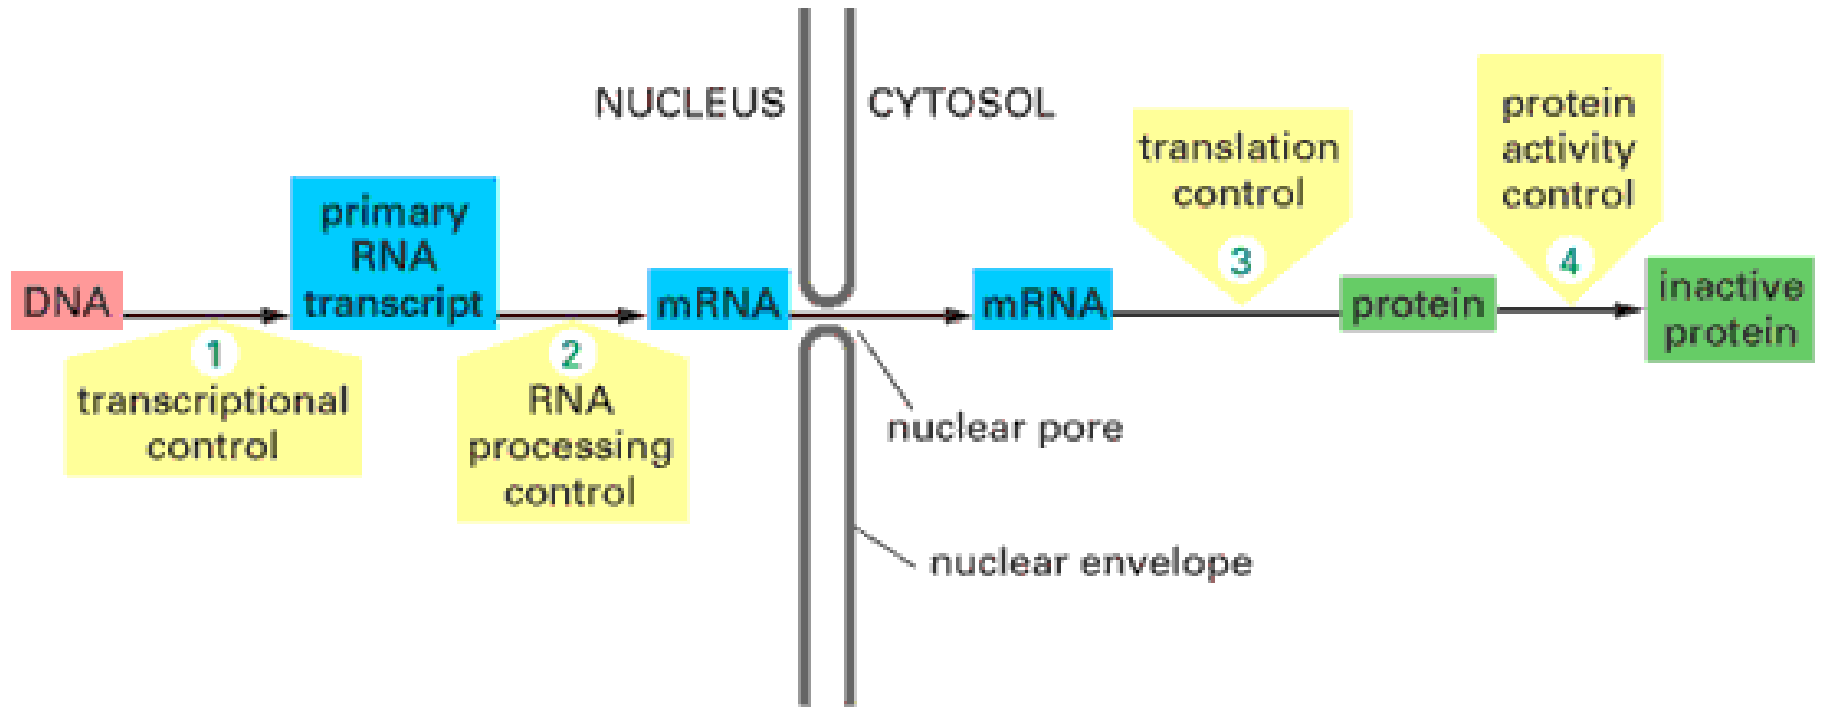 NUCLEUS
CYTOSOL
DNA
primary
RNA
transcript
mRNA
mRNA
protein
inactive
protein
1
transcriptional
control
2
RNA
processing
control
translation
control
3
protein
activity
control
4
nuclear pore
nuclear envelope